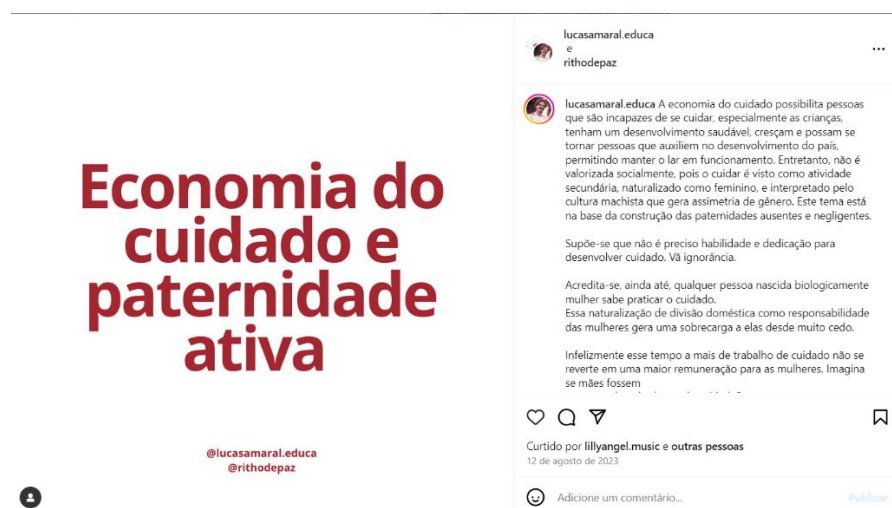 Economia do
cuidado e
paternidade
ativa
@lucasamaral.educa
@rithodepaz
lucasamaral.educa
e
rithodepaz
lucasamaral.educa A economia do cuidado possibilita pessoas
que são incapazes de se cuidar, especialmente as crianças,
tenham um desenvolvimento saudável, cresçam e possam se
tornar pessoas que auxiliem no desenvolvimento do país,
permitindo manter o lar em funcionamento. Entretanto, não é
valorizada socialmente, pois o cuidar é visto como atividade
secundária, naturalizado como feminino, e interpretado pelo
cultura machista que gera assimetria de gênero. Este tema está
na base da construção das paternidades ausentes e negligentes.
Supõe-se que não é preciso habilidade e dedicação para
desenvolver cuidado. Vã ignorância.
Acredita-se, ainda até, qualquer pessoa nascida biologicamente
mulher sabe praticar o cuidado.
Essa naturalização de divisão doméstica como responsabilidade
das mulheres gera uma sobrecarga a elas desde muito cedo.
Infelizmente esse tempo a mais de trabalho de cuidado não se
reverte em uma maior remuneração para as mulheres. Imagina
se mães fossem
Curtido por lillyangel.music e outras pessoas
12 de agosto de 2023
Adicione um comentário...
Publicar